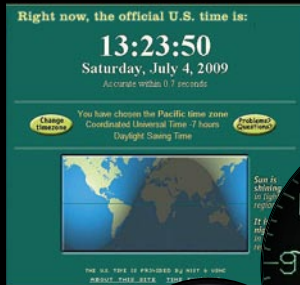 Right now, the official U.S. time is:
13:23:50
Saturday, July 4, 2009
Accurate within 0.7 seconds
Change timezone
You have chosen the Pacific time zone
Coordinated Universal Time -7 hours
Daylight Saving Time
Problems? Questions?
Sun is
shining
in light
It is
THE U.S. TIME IS PROVIDED BY NIST & USNO
ABOUT THIS SITE TIME
9